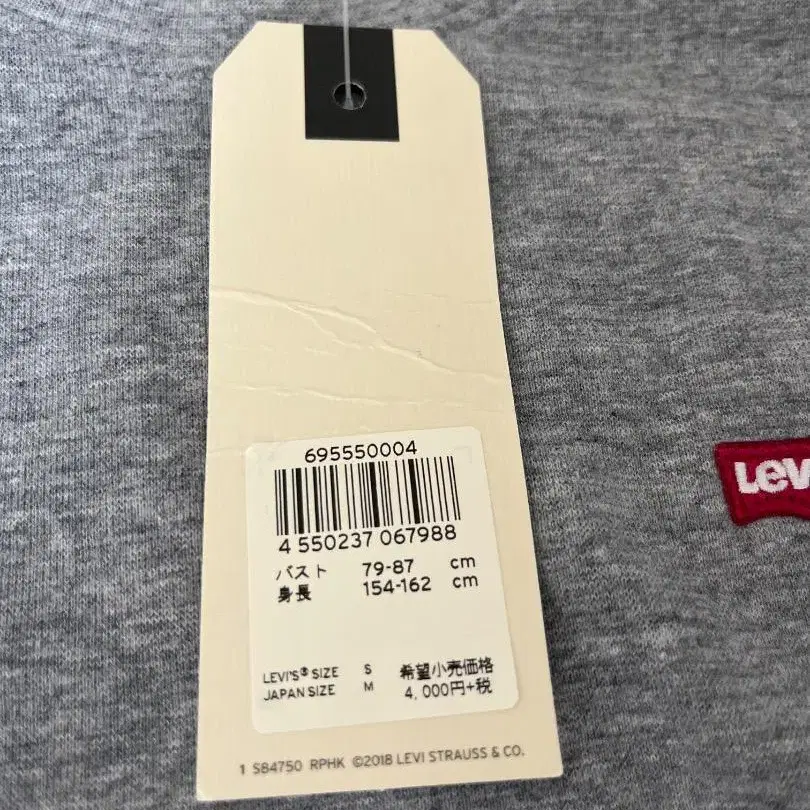 695550004
4 550237 067988
バスト 79-87 cm
身長 154-162 cm
LEVI'S® SIZE S 希望小売価格
JAPAN SIZE M 4,000円+税
1 S84750 RPHK ©2018 LEVI STRAUSS & CO.
Lev